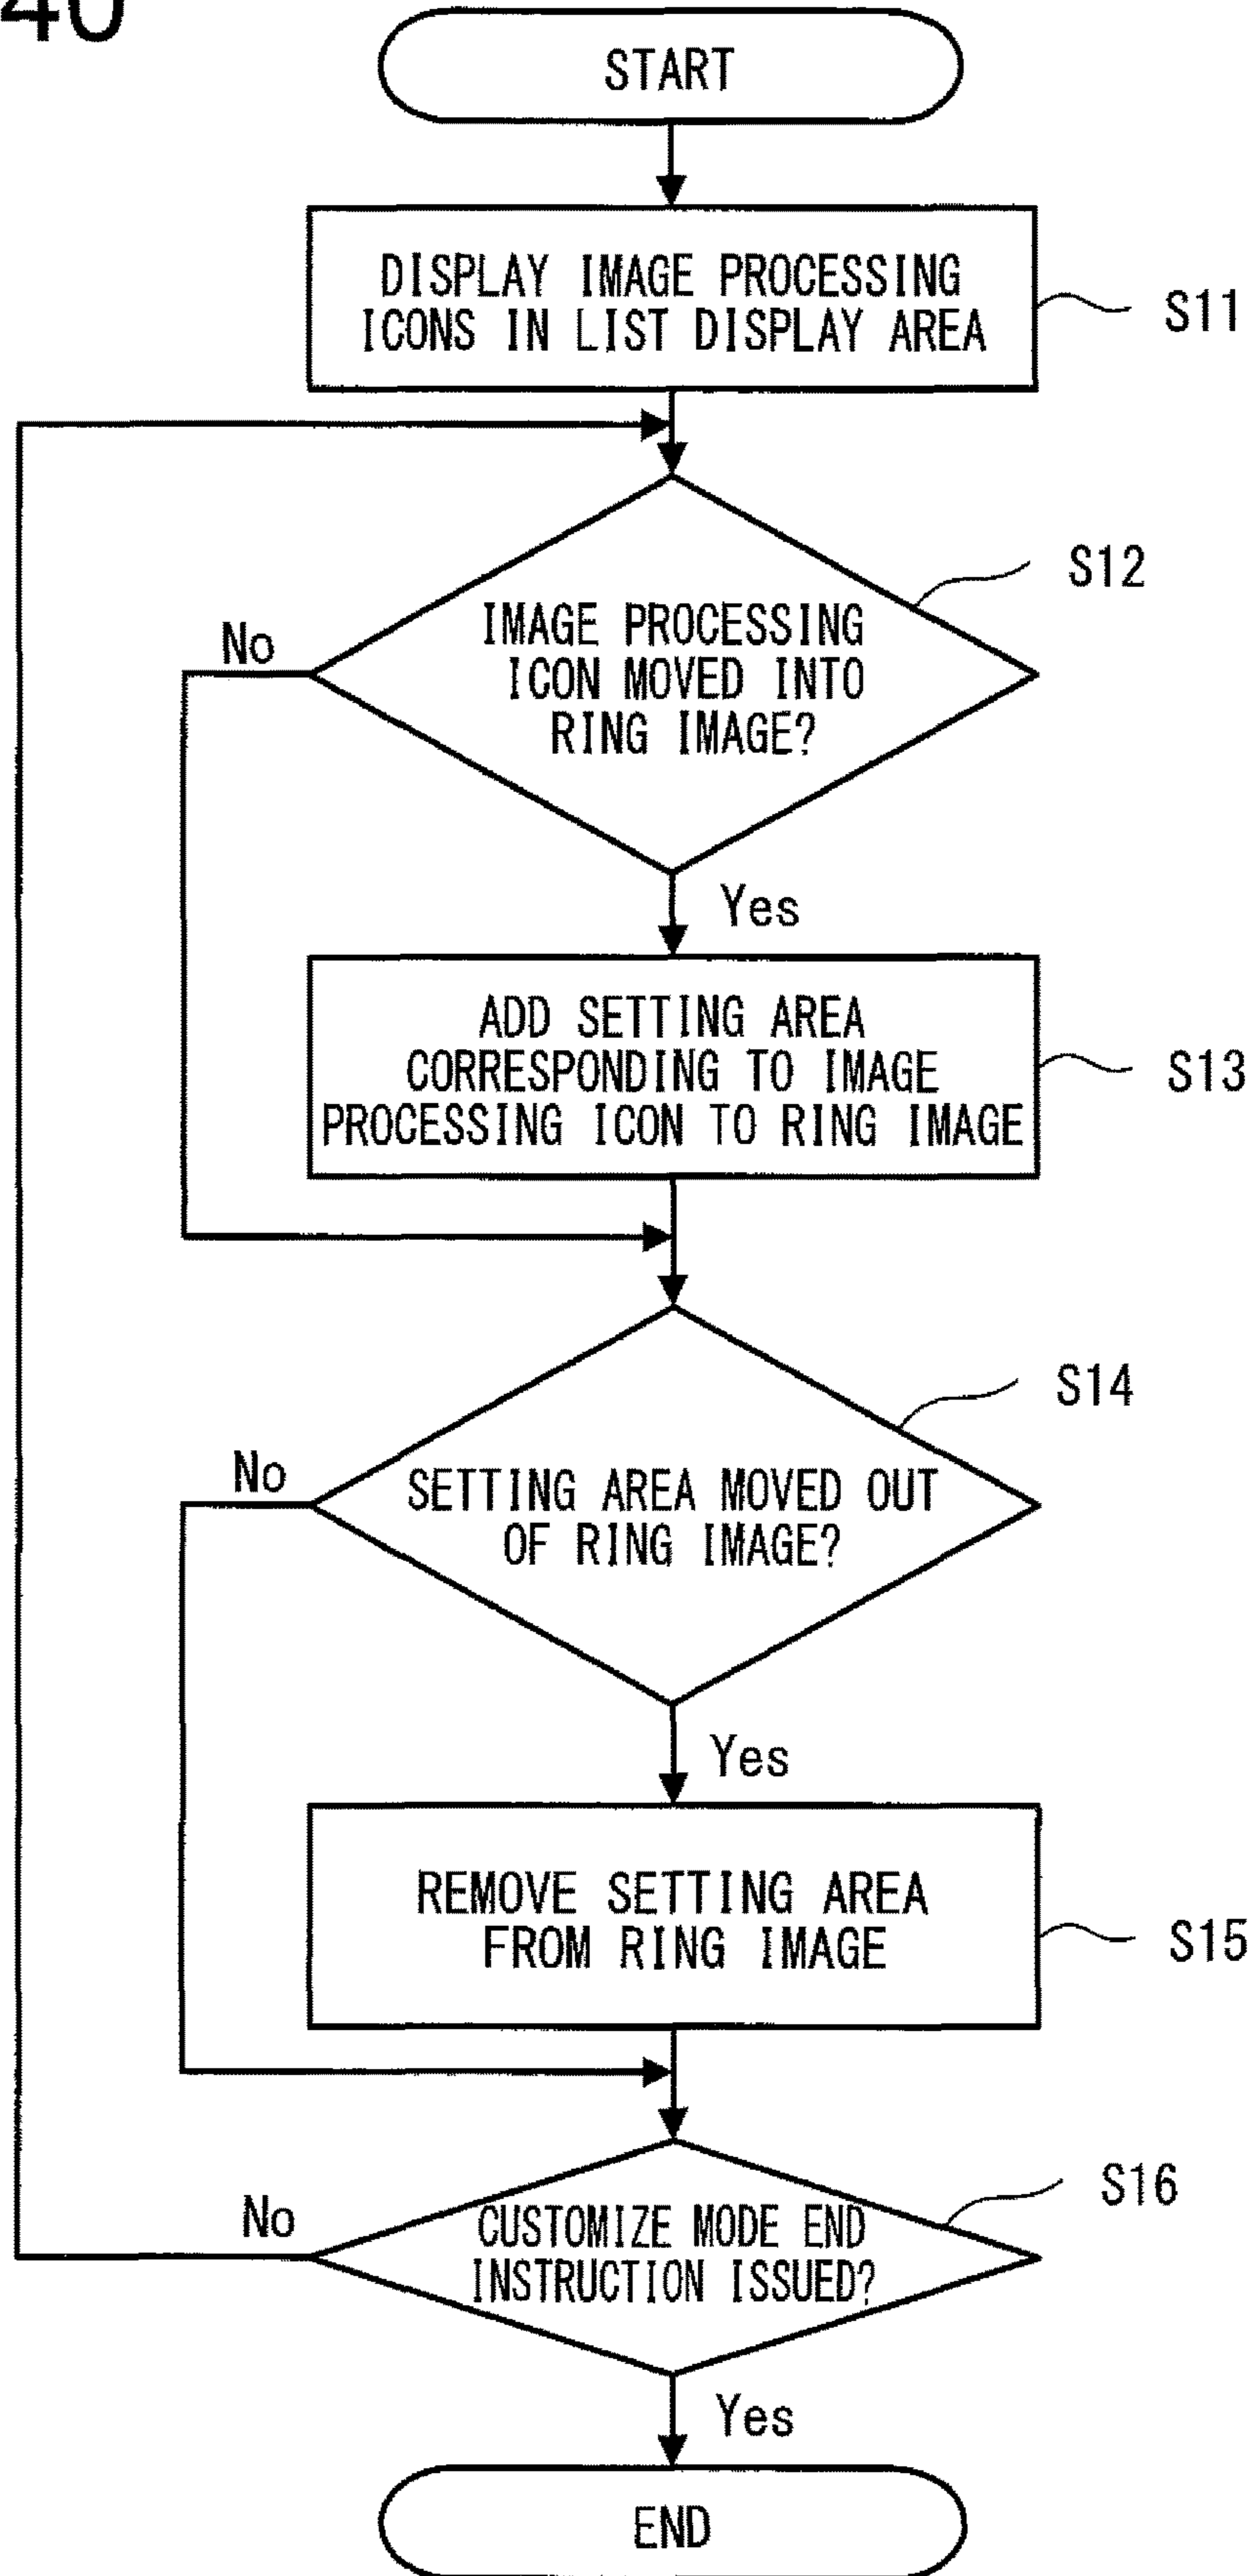 40
START
DISPLAY IMAGE PROCESSING
ICONS IN LIST DISPLAY AREA
S11
S12
IMAGE PROCESSING
ICON MOVED INTO
RING IMAGE?
No
Yes
ADD SETTING AREA
CORRESPONDING TO IMAGE
PROCESSING ICON TO RING IMAGE
S13
S14
SETTING AREA MOVED OUT
OF RING IMAGE?
No
Yes
REMOVE SETTING AREA
FROM RING IMAGE
S15
S16
CUSTOMIZE MODE END
INSTRUCTION ISSUED?
No
Yes
END